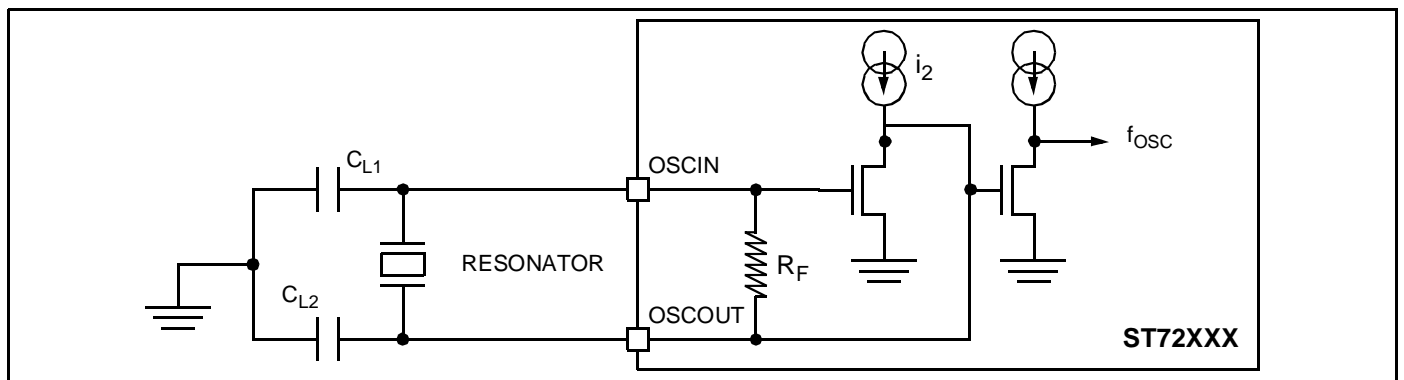 i2
fOSC
CL1
OSCIN
RESONATOR
RF
CL2
OSCOUT
ST72XXX